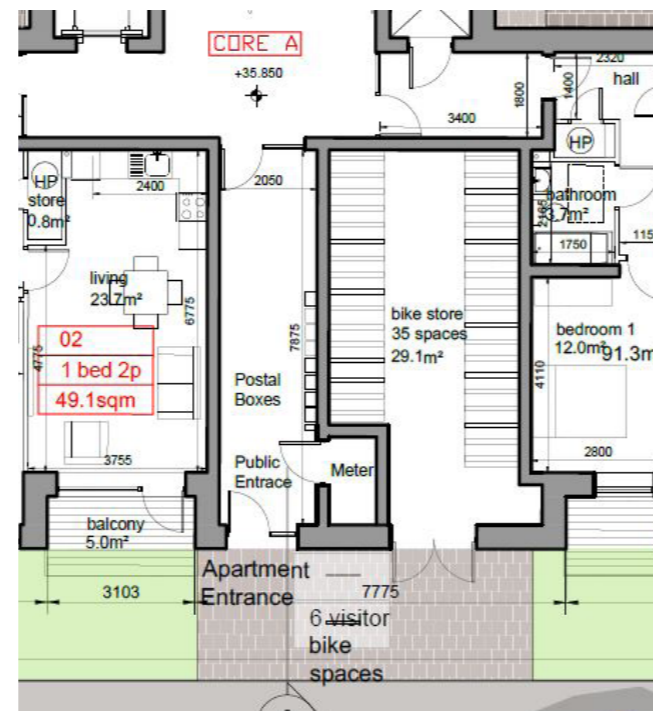 CORE A
+35.850
2320
hall
1400
1800
3400
HP
HP
store
0.8m²
2400
2050
bathroom
3.7m²
2165
1750
115
living
23.7m²
6775
4775
02
1 bed 2p
49.1sqm
3755
7875
bike store
35 spaces
29.1m²
bedroom 1
12.0m²
91.3m
4110
2800
Postal
Boxes
Public
Entrace
Meter
balcony
5.0m²
3103
Apartment
Entrance
7775
6 visitor
bike
spaces